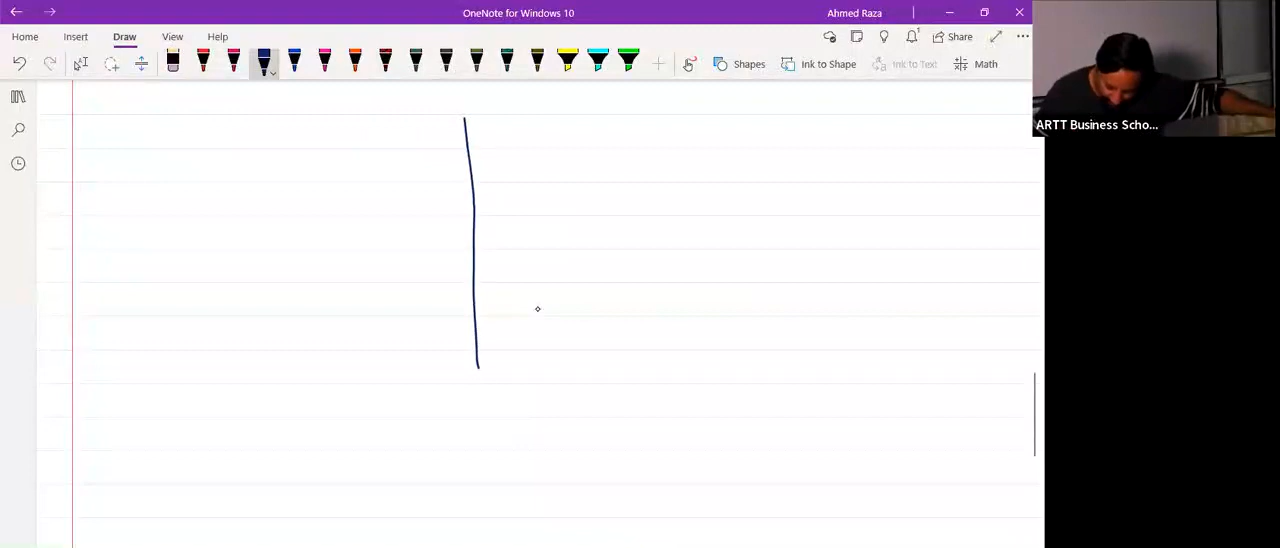 OneNote for Windows 10
Ahmed Raza
Home Insert Draw View Help
Share
Shapes
Ink to Shape
Ink to Text
Math
ARTT Business Scho...